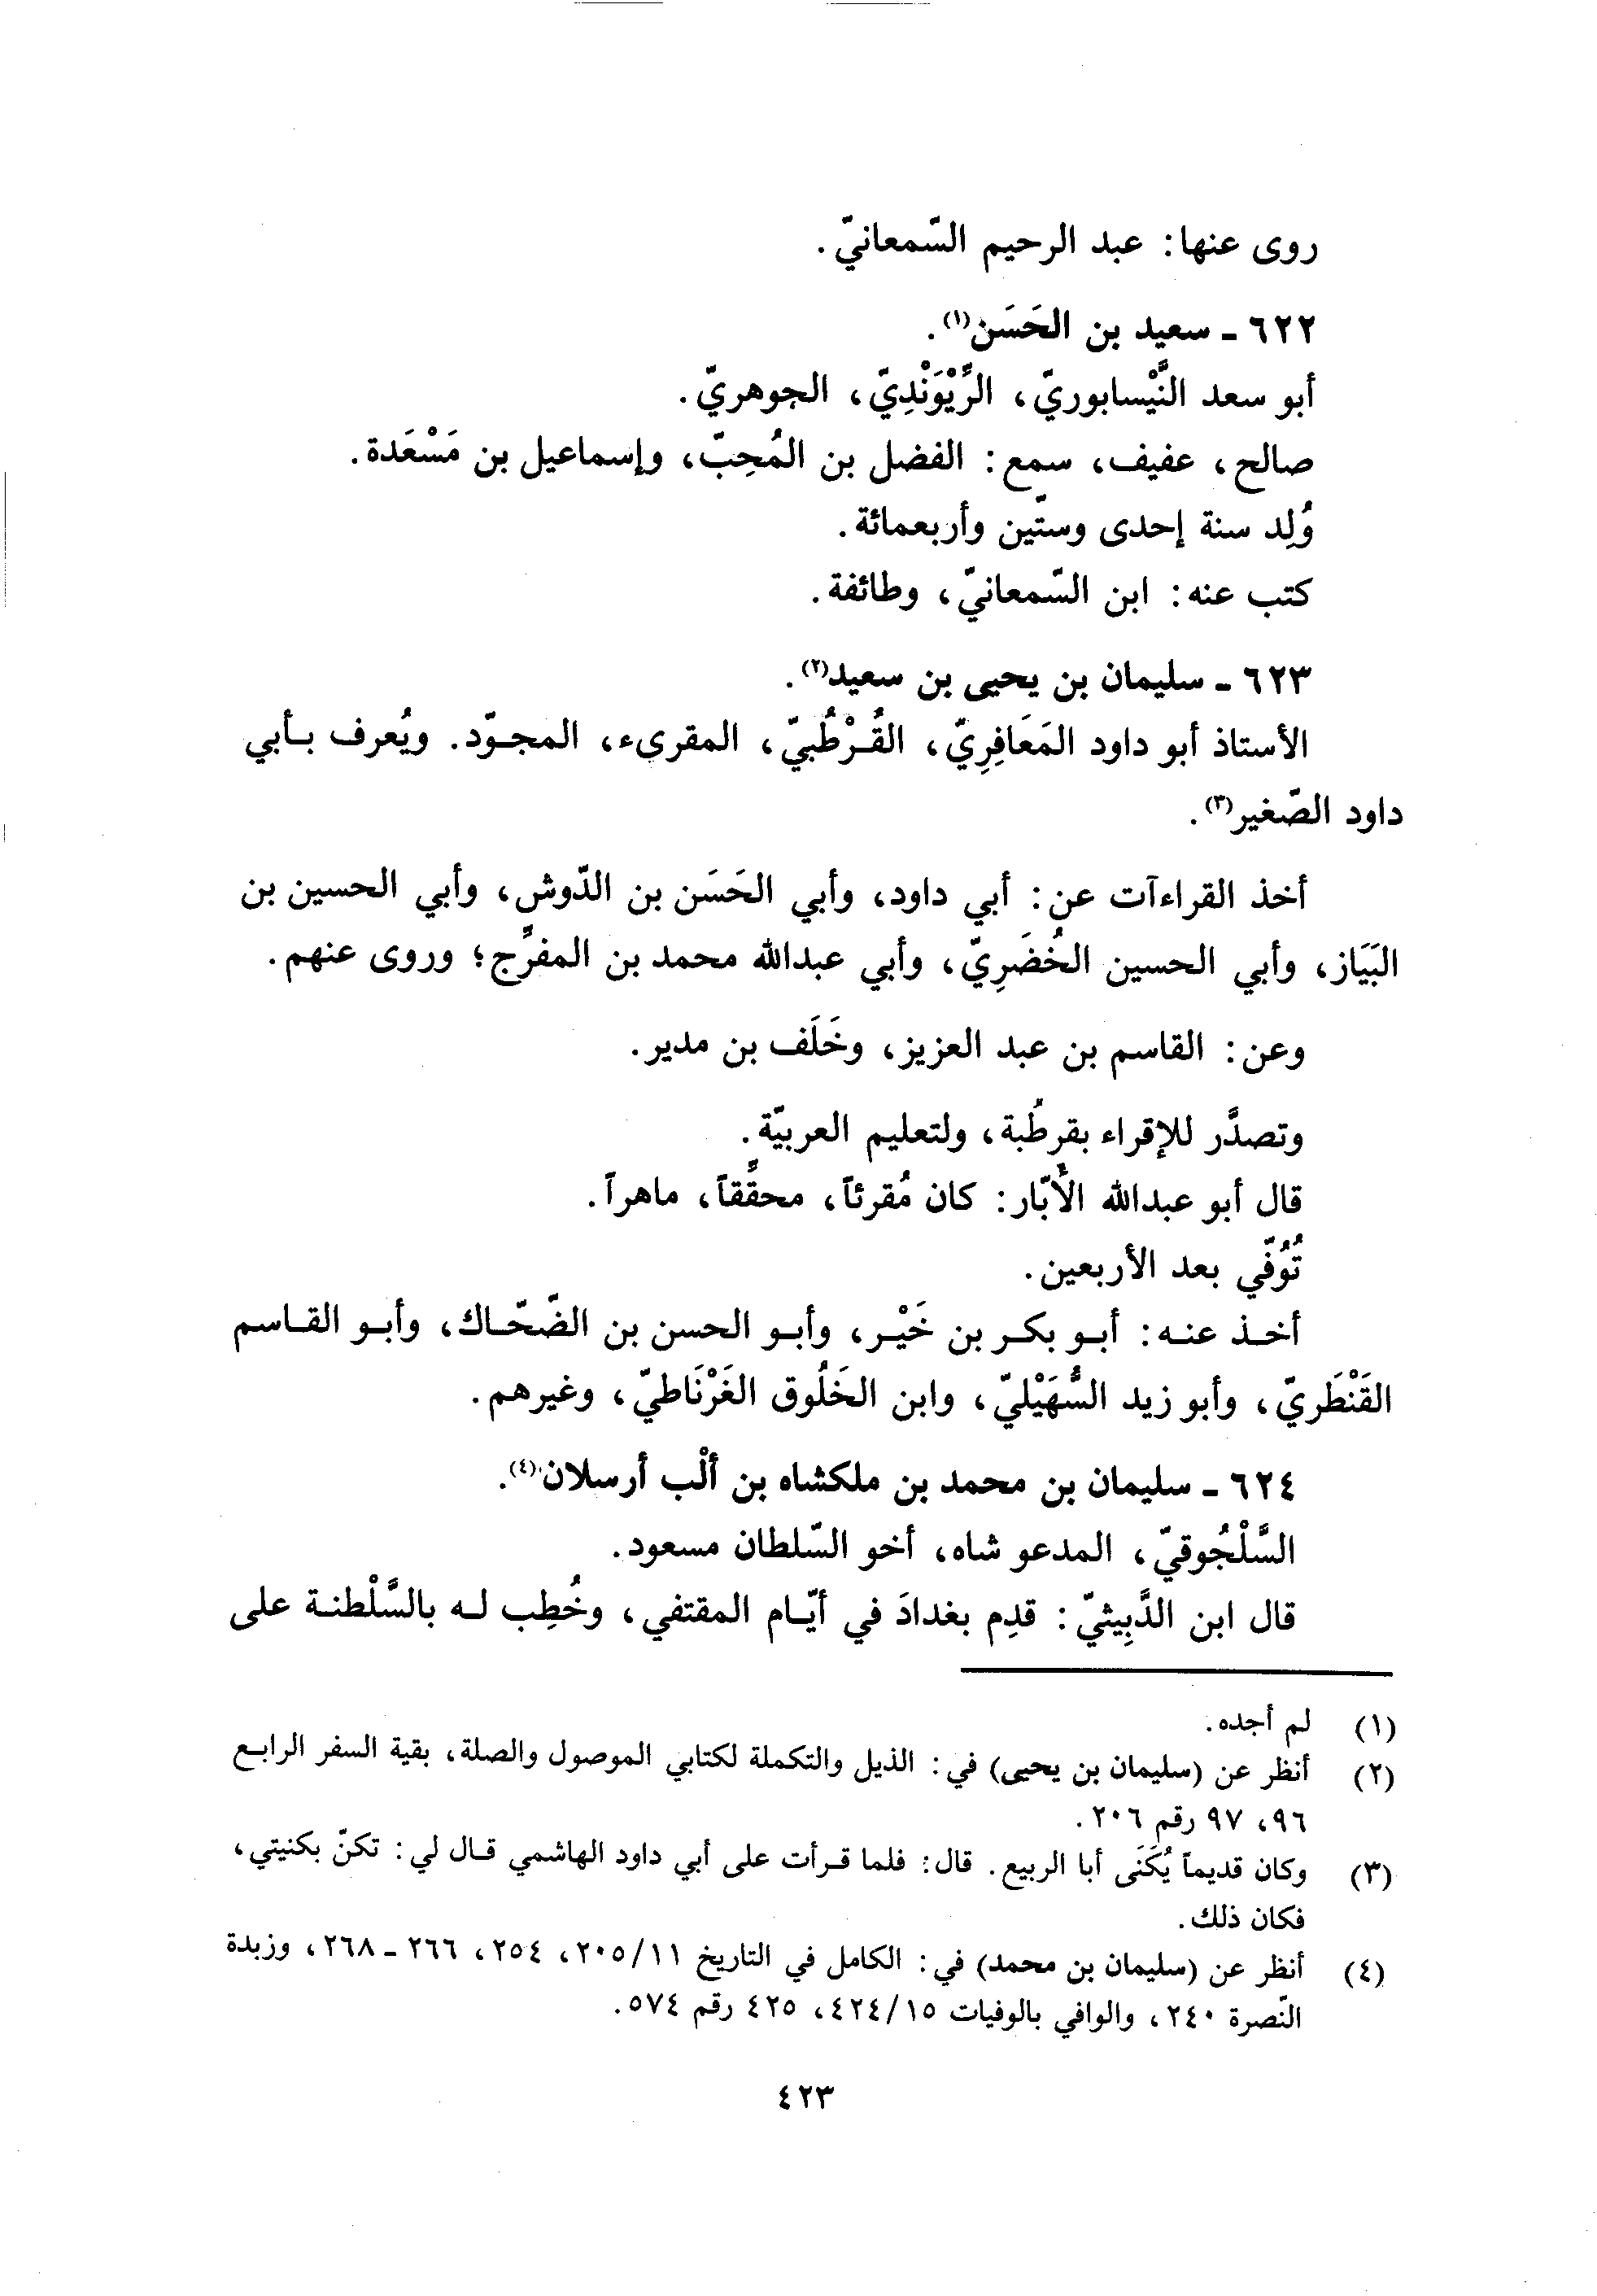 روى عنها: عبد الرحيم السّمعانيّ.
٦٢٢ ـ سعيد بن الحَسَن(١).
أبو سعد النَّيْسابوريّ، الرِّيْوَنْدِيّ، الجوهريّ.
صالح، عفيف، سمع: الفضل بن المُحِبّ، وإسماعيل بن مَسْعَدة.
وُلِد سنة إحدى وستّين وأربعمائة.
كتب عنه: ابن السّمعانيّ، وطائفة.
٦٢٣ ـ سليمان بن يحيى بن سعيد(٢).
الأستاذ أبو داود المَعَافِرِيّ، القُرْطُبيّ، المقرىء، المجوّد. ويُعرف بأبي
داود الصّغير(٣).
أخذ القراءآت عن: أبي داود، وأبي الحَسَن بن الدّوش، وأبي الحسين بن
البَيَاز، وأبي الحسين الخُضَرِيّ، وأبي عبدالله محمد بن المفرّج؛ وروى عنهم.
وعن: القاسم بن عبد العزيز، وخَلَف بن مدير.
وتصدَّر للإقراء بقرطُبة، ولتعليم العربيّة.
قال أبو عبدالله الأَبّار: كان مُقرئاً، محقِّقاً، ماهراً.
تُوُفّي بعد الأربعين.
أخذ عنه: أبو بكر بن خَيْر، وأبو الحسن بن الضّحّاك، وأبو القاسم
القَنْطَريّ، وأبو زيد السُّهَيْليّ، وابن الخَلُوق الغَرْنَاطيّ، وغيرهم.
٦٢٤ ـ سليمان بن محمد بن ملكشاه بن ألْب أرسلان(٤).
السَّلْجُوقيّ، المدعو شاه، أخو السّلطان مسعود.
قال ابن الدَّبِيثيّ: قدِم بغدادَ في أيّام المقتفي، وخُطِب له بالسَّلْطنة على
(١) لم أجده.
(٢) أنظر عن (سليمان بن يحيى) في: الذيل والتكملة لكتابي الموصول والصلة، بقية السفر الرابع
٩٦، ٩٧ رقم ٢٠٦.
(٣) وكان قديماً يُكَنَى أبا الربيع. قال: فلما قرأت على أبي داود الهاشمي قال لي: تكنّ بكنيتي،
فكان ذلك.
(٤) أنظر عن (سليمان بن محمد) في: الكامل في التاريخ ٢٠٥/١١، ٢٥٤، ٢٦٦ ـ ٢٦٨، وزبدة
النّصرة ٢٤٠، والوافي بالوفيات ٤٢٤/١٥، ٤٢٥ رقم ٥٧٤.
٤٢٣